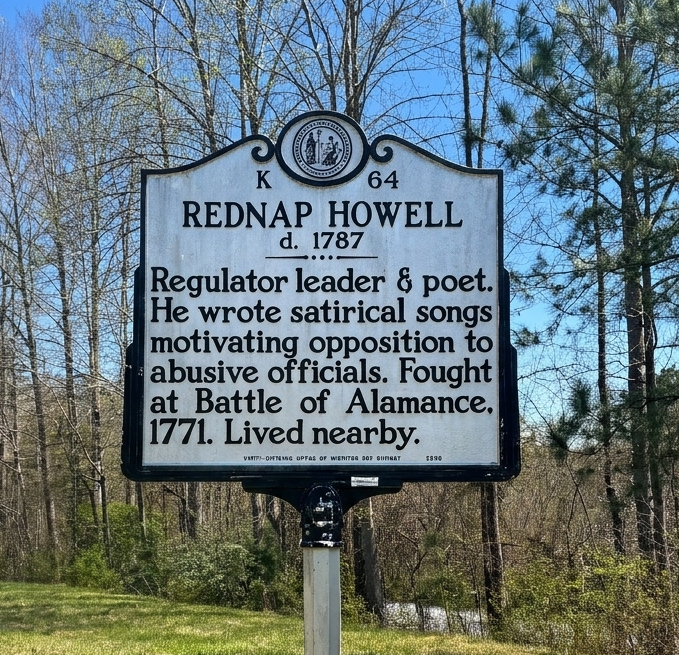 K 64
REDNAP HOWELL
d. 1787
Regulator leader & poet.
He wrote satirical songs
motivating opposition to
abusive officials. Fought
at Battle of Alamance,
1771. Lived nearby.